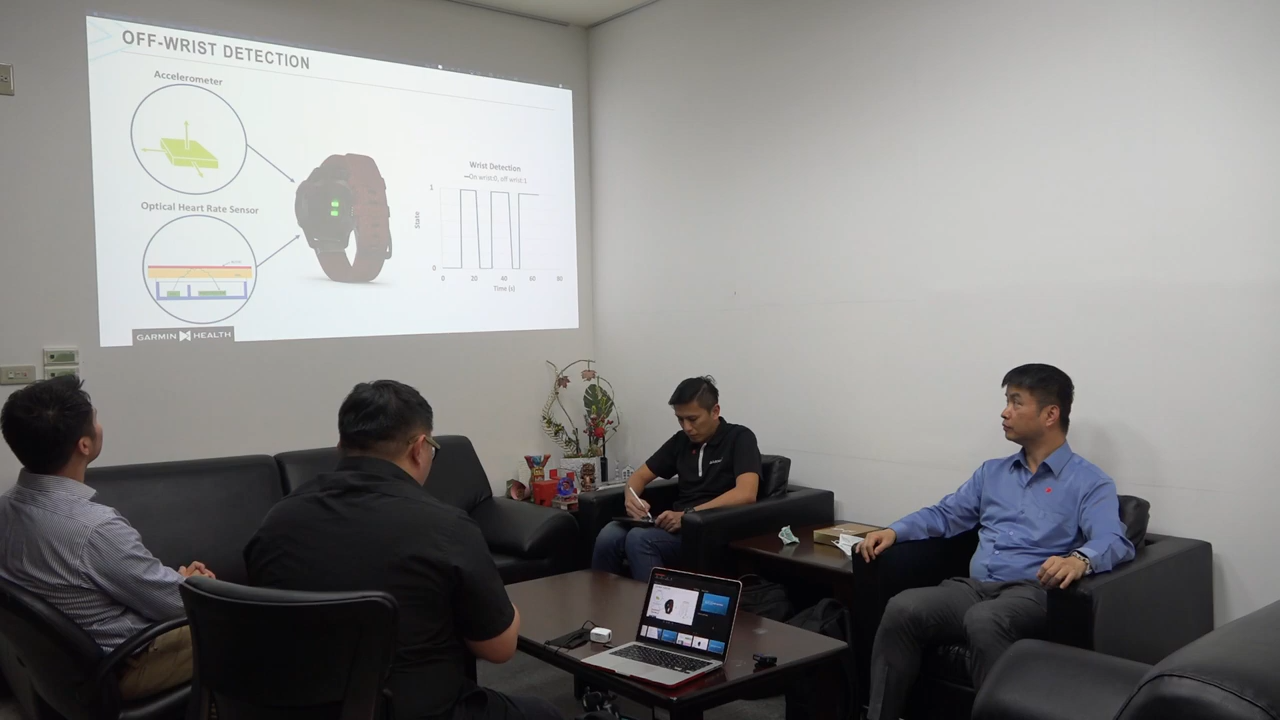 OFF-WRIST DETECTION
Accelerometer
Optical Heart Rate Sensor
Wrist Detection
On wrist:0, off wrist:1
State
1
0
0
20
40
60
80
Time (s)
GARMIN HEALTH